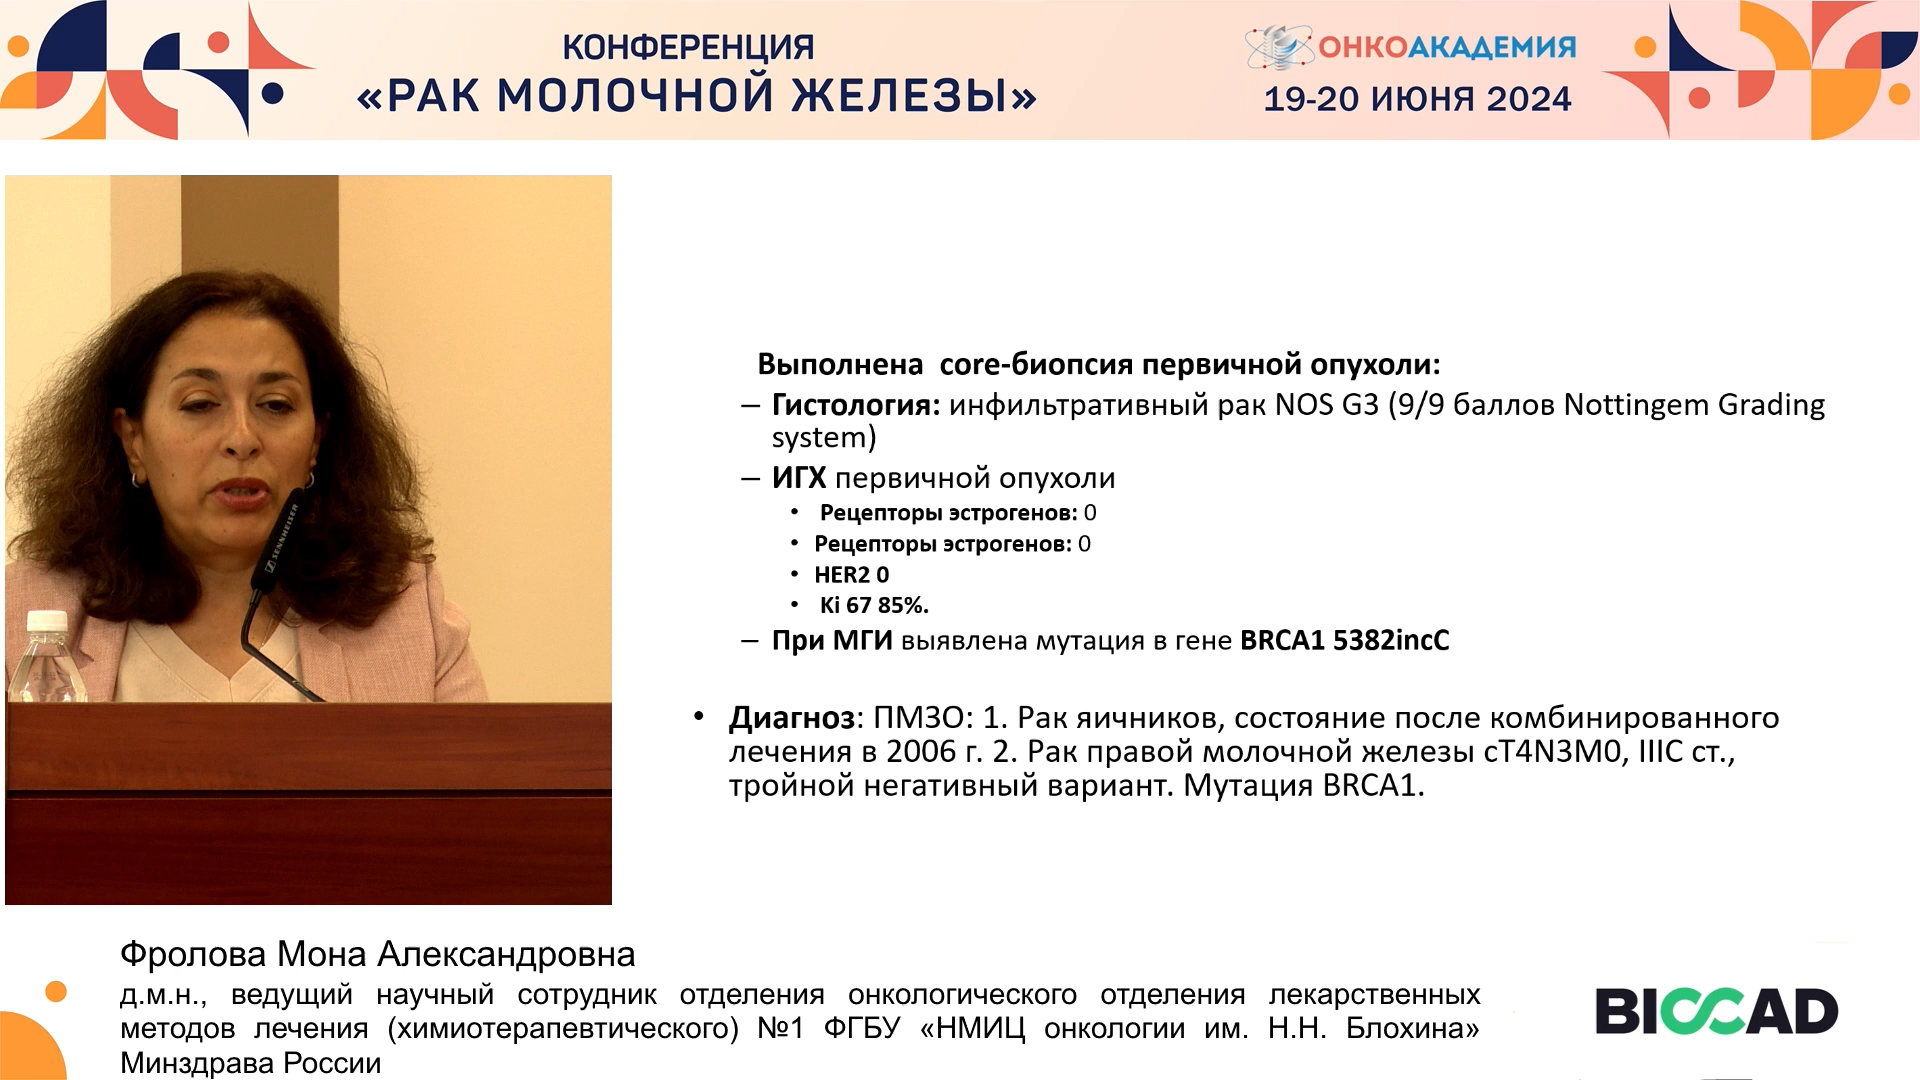 КОНФЕРЕНЦИЯ
«РАК МОЛОЧНОЙ ЖЕЛЕЗЫ»
ОНКОАКАДЕМИЯ
19-20 ИЮНЯ 2024
SENNHEISER
Выполнена core-биопсия первичной опухоли:
– Гистология: инфильтративный рак NOS G3 (9/9 баллов Nottingem Grading
system)
– ИГХ первичной опухоли
• Рецепторы эстрогенов: 0
• Рецепторы эстрогенов: 0
• HER2 0
• Ki 67 85%.
– При МГИ выявлена мутация в гене BRCA1 5382incC
• Диагноз: ПМЗО: 1. Рак яичников, состояние после комбинированного
лечения в 2006 г. 2. Рак правой молочной железы cT4N3M0, IIIC ст.,
тройной негативный вариант. Мутация BRCA1.
Фролова Мона Александровна
д.м.н., ведущий научный сотрудник отделения онкологического отделения лекарственных
методов лечения (химиотерапевтического) №1 ФГБУ «НМИЦ онкологии им. Н.Н. Блохина»
Минздрава России
BIOCAD